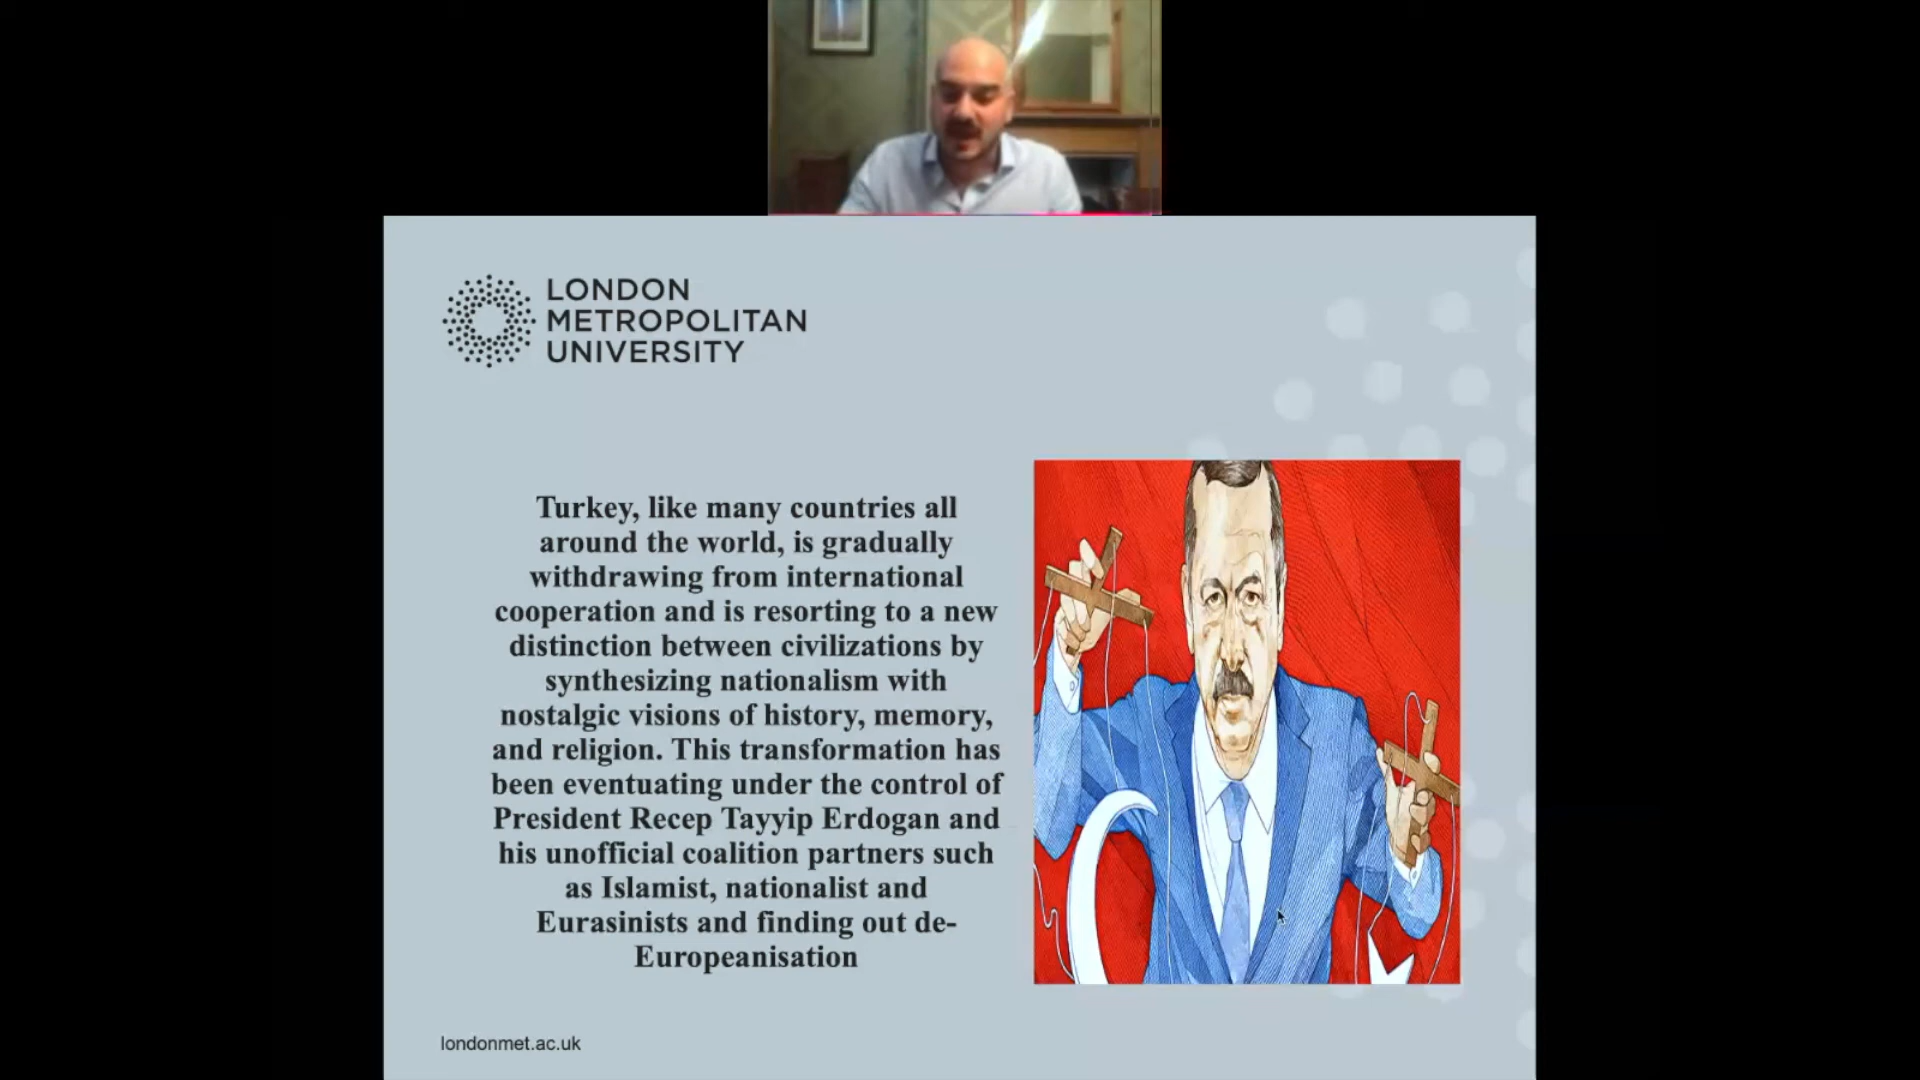 LONDON
METROPOLITAN
UNIVERSITY
Turkey, like many countries all
around the world, is gradually
withdrawing from international
cooperation and is resorting to a new
distinction between civilizations by
synthesizing nationalism with
nostalgic visions of history, memory,
and religion. This transformation has
been eventuating under the control of
President Recep Tayyip Erdogan and
his unofficial coalition partners such
as Islamist, nationalist and
Eurasinists and finding out de-
Europeanisation
londonmet.ac.uk